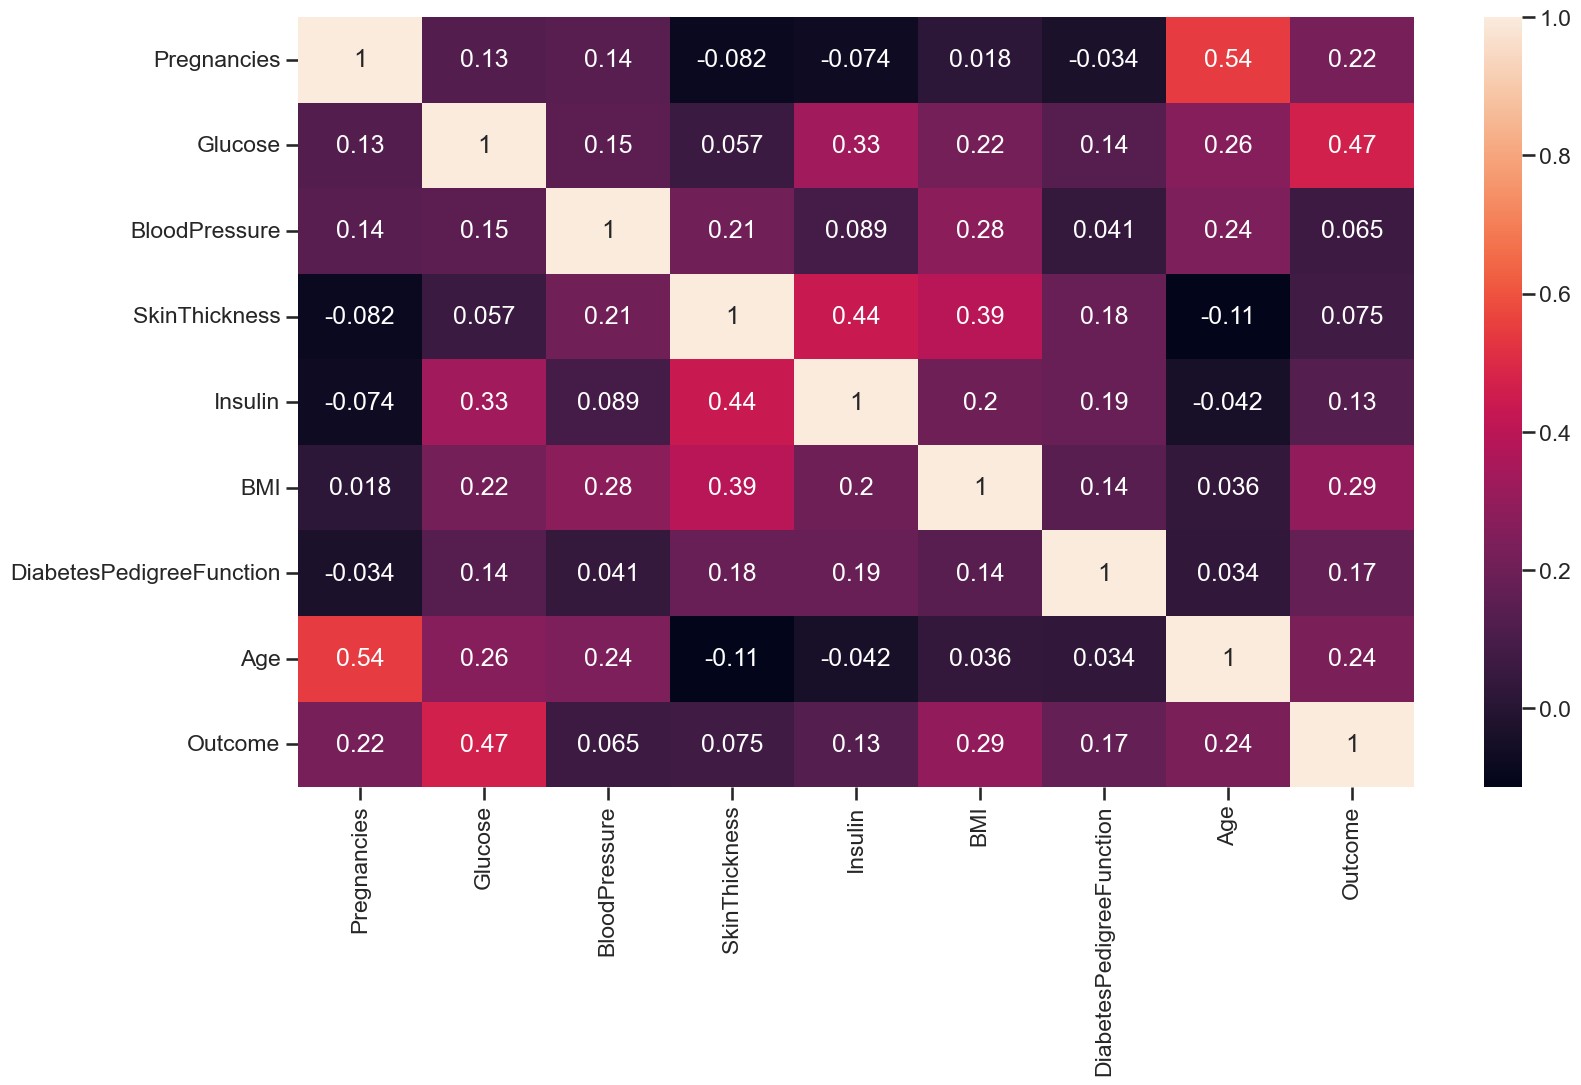 Pregnancies 1 0.13 0.14 -0.082 -0.074 0.018 -0.034 0.54 0.22
Glucose 0.13 1 0.15 0.057 0.33 0.22 0.14 0.26 0.47
BloodPressure 0.14 0.15 1 0.21 0.089 0.28 0.041 0.24 0.065
SkinThickness -0.082 0.057 0.21 1 0.44 0.39 0.18 -0.11 0.075
Insulin -0.074 0.33 0.089 0.44 1 0.2 0.19 -0.042 0.13
BMI 0.018 0.22 0.28 0.39 0.2 1 0.14 0.036 0.29
DiabetesPedigreeFunction -0.034 0.14 0.041 0.18 0.19 0.14 1 0.034 0.17
Age 0.54 0.26 0.24 -0.11 -0.042 0.036 0.034 1 0.24
Outcome 0.22 0.47 0.065 0.075 0.13 0.29 0.17 0.24 1
Pregnancies
Glucose
BloodPressure
SkinThickness
Insulin
BMI
DiabetesPedigreeFunction
Age
Outcome
1.0
0.8
0.6
0.4
0.2
0.0